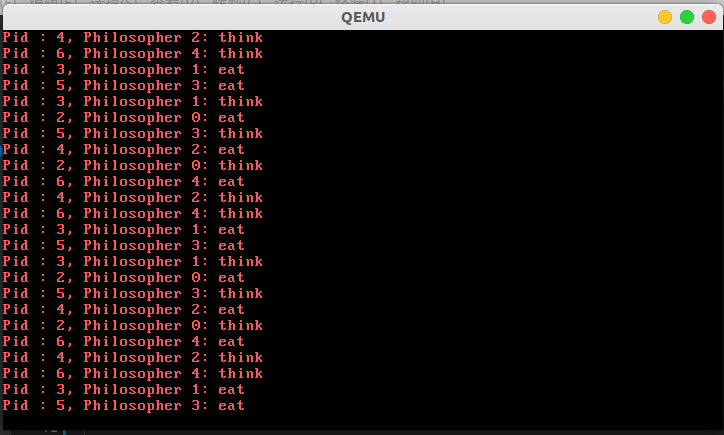 QEMU
Pid : 4, Philosopher 2: think
Pid : 6, Philosopher 4: think
Pid : 3, Philosopher 1: eat
Pid : 5, Philosopher 3: eat
Pid : 3, Philosopher 1: think
Pid : 2, Philosopher 0: eat
Pid : 5, Philosopher 3: think
Pid : 4, Philosopher 2: eat
Pid : 2, Philosopher 0: think
Pid : 6, Philosopher 4: eat
Pid : 4, Philosopher 2: think
Pid : 6, Philosopher 4: think
Pid : 3, Philosopher 1: eat
Pid : 5, Philosopher 3: eat
Pid : 3, Philosopher 1: think
Pid : 2, Philosopher 0: eat
Pid : 5, Philosopher 3: think
Pid : 4, Philosopher 2: eat
Pid : 2, Philosopher 0: think
Pid : 6, Philosopher 4: eat
Pid : 4, Philosopher 2: think
Pid : 6, Philosopher 4: think
Pid : 3, Philosopher 1: eat
Pid : 5, Philosopher 3: eat